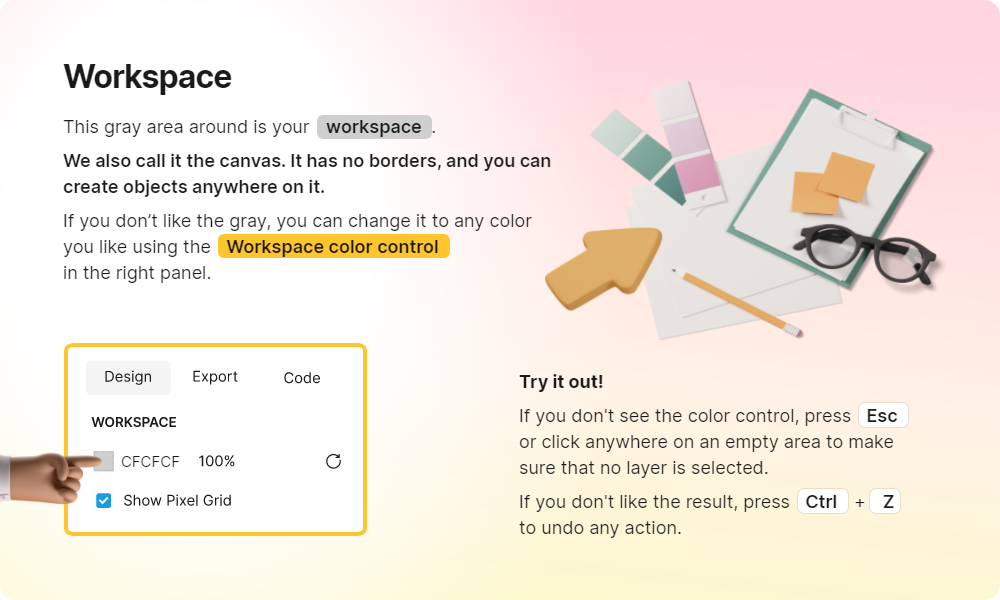 Workspace
This gray area around is your workspace.
We also call it the canvas. It has no borders, and you can
create objects anywhere on it.
If you don’t like the gray, you can change it to any color
you like using the Workspace color control
in the right panel.
Design Export Code
WORKSPACE
CFCFCF 100%
Show Pixel Grid
Try it out!
If you don't see the color control, press Esc
or click anywhere on an empty area to make
sure that no layer is selected.
If you don't like the result, press Ctrl + Z
to undo any action.